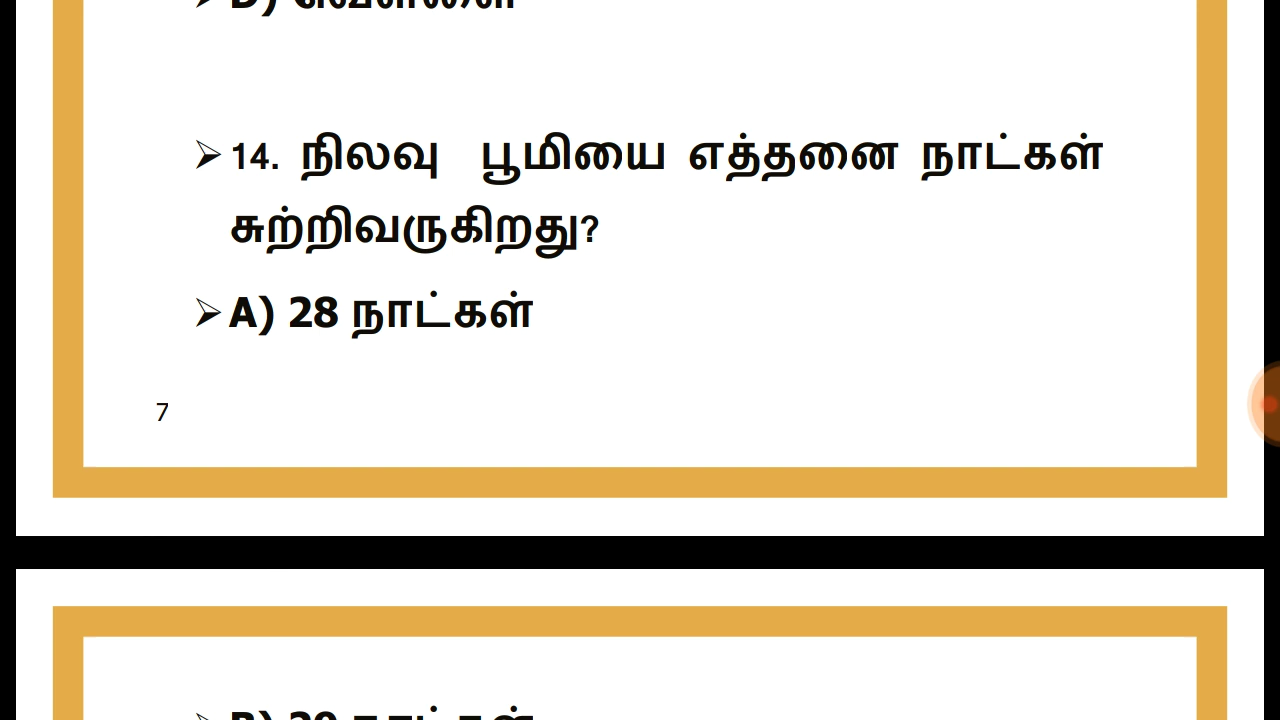 ➢14. நிலவு பூமியை எத்தனை நாட்கள்
சுற்றிவருகிறது?
➢A) 28 நாட்கள்
7